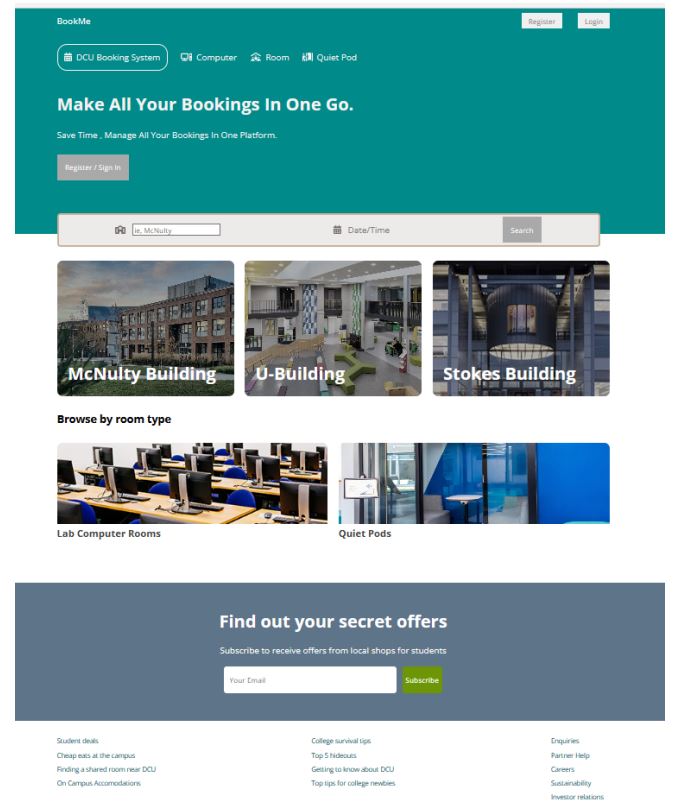 BookMe
Register
Login
DCU Booking System
Computer
Room
Quiet Pod
Make All Your Bookings In One Go.
Save Time , Manage All Your Bookings In One Platform.
Register / Sign In
ie, McNulty
Date/Time
Search
McNulty Building
U-Building
Stokes Building
Browse by room type
Lab Computer Rooms
Quiet Pods
Find out your secret offers
Subscribe to receive offers from local shops for students
Your Email
Subscribe
Student deals
Cheap eats at the campus
Finding a shared room near DCU
On Campus Accomodations
College survival tips
Top 5 hideouts
Getting to know about DCU
Top tips for college newbies
Enquiries
Partner Help
Careers
Sustainability
Investor relations